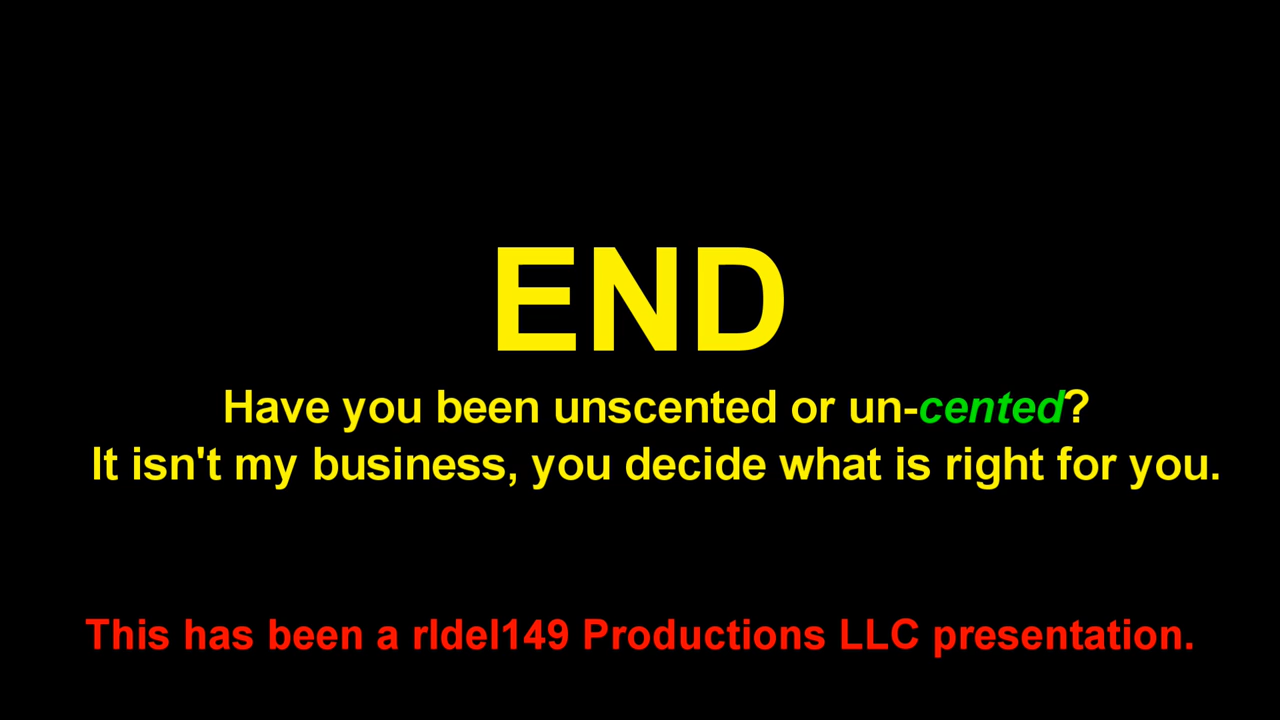 END
Have you been unscented or un-cented?
It isn't my business, you decide what is right for you.
This has been a rldel149 Productions LLC presentation.